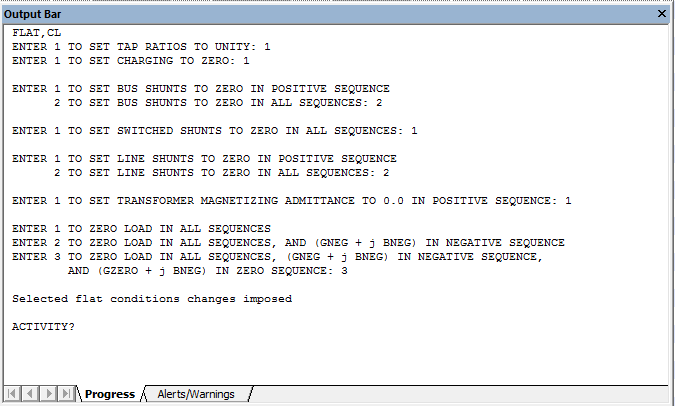 Output Bar
FLAT,CL
ENTER 1 TO SET TAP RATIOS TO UNITY: 1
ENTER 1 TO SET CHARGING TO ZERO: 1
ENTER 1 TO SET BUS SHUNTS TO ZERO IN POSITIVE SEQUENCE
2 TO SET BUS SHUNTS TO ZERO IN ALL SEQUENCES: 2
ENTER 1 TO SET SWITCHED SHUNTS TO ZERO IN ALL SEQUENCES: 1
ENTER 1 TO SET LINE SHUNTS TO ZERO IN POSITIVE SEQUENCE
2 TO SET LINE SHUNTS TO ZERO IN ALL SEQUENCES: 2
ENTER 1 TO SET TRANSFORMER MAGNETIZING ADMITTANCE TO 0.0 IN POSITIVE SEQUENCE: 1
ENTER 1 TO ZERO LOAD IN ALL SEQUENCES
ENTER 2 TO ZERO LOAD IN ALL SEQUENCES, AND (GNEG + j BNEG) IN NEGATIVE SEQUENCE
ENTER 3 TO ZERO LOAD IN ALL SEQUENCES, (GNEG + j BNEG) IN NEGATIVE SEQUENCE,
AND (GZERO + j BNEG) IN ZERO SEQUENCE: 3
Selected flat conditions changes imposed
ACTIVITY?
Progress Alerts/Warnings